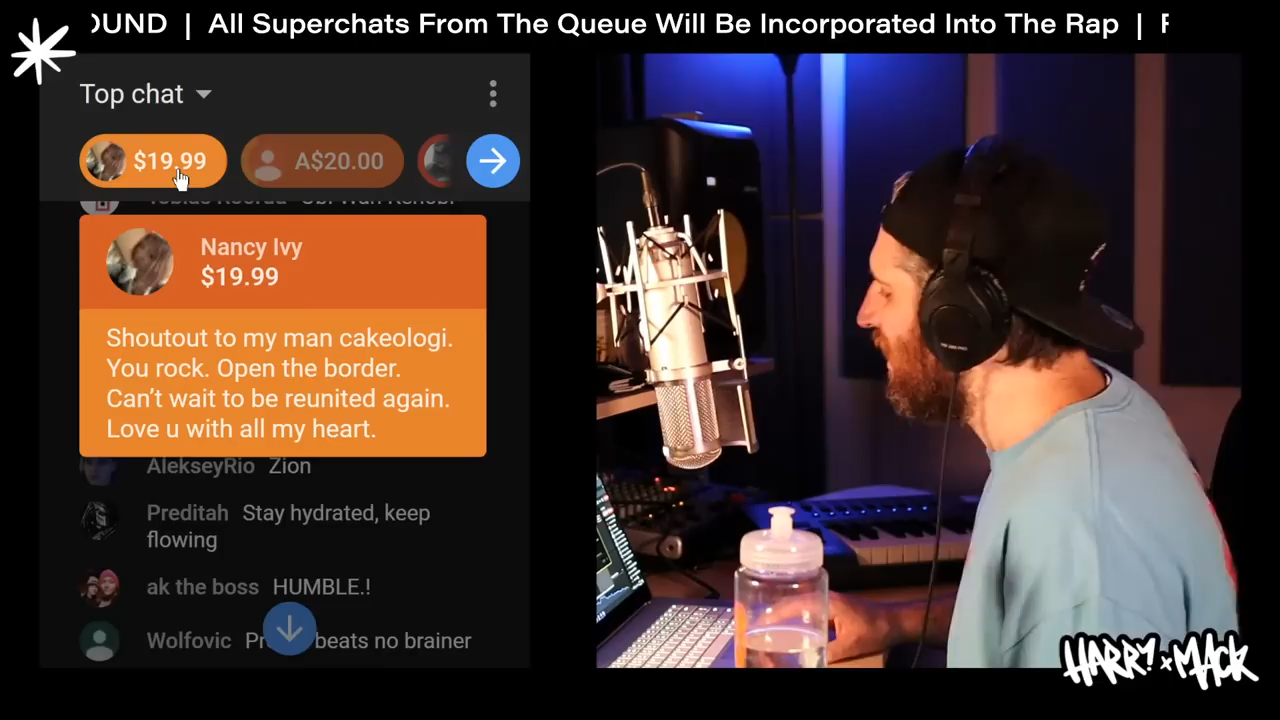 OUND | All Superchats From The Queue Will Be Incorporated Into The Rap | F
Top chat
$19.99
A$20.00
Nancy Ivy
$19.99
Shoutout to my man cakeologi.
You rock. Open the border.
Can't wait to be reunited again.
Love u with all my heart.
AlekseyRio Zion
Preditah Stay hydrated, keep
flowing
ak the boss HUMBLE.!
Wolfovic beats no brainer
HARRY x MACK